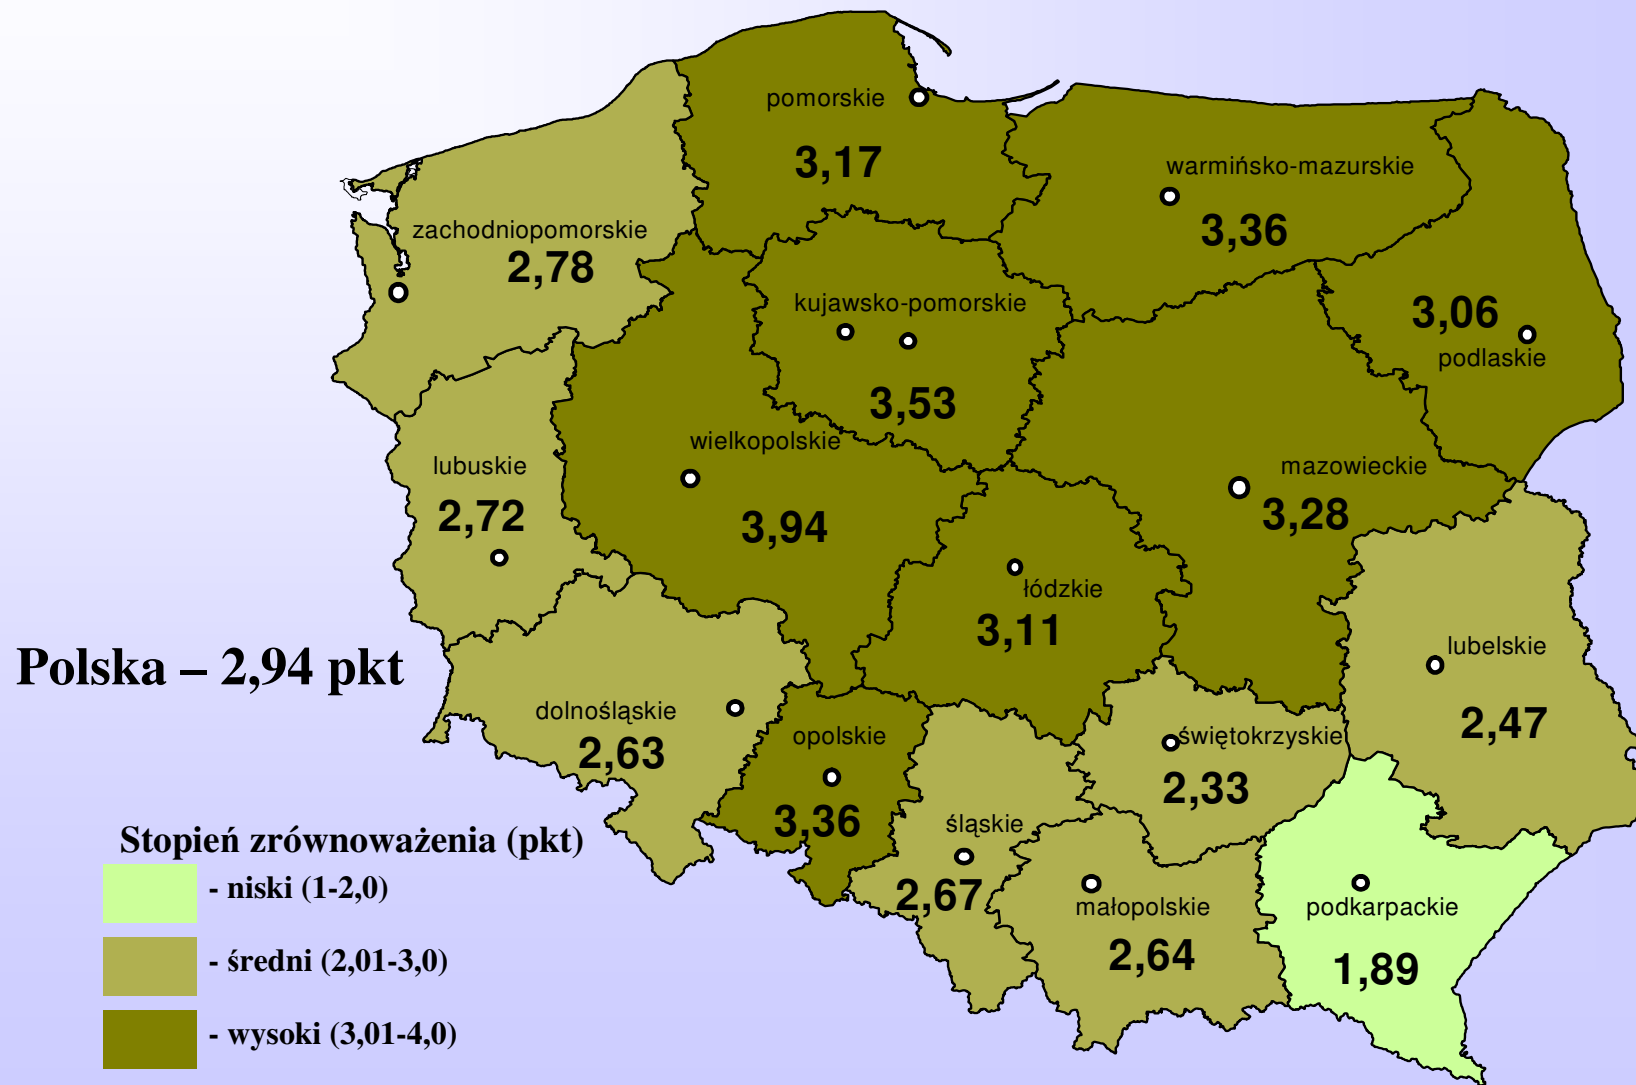 pomorskie
3,17
warmińsko-mazurskie
3,36
zachodniopomorskie
2,78
kujawsko-pomorskie
3,53
3,06
podlaskie
wielkopolskie
3,94
lubuskie
2,72
mazowieckie
3,28
łódzkie
3,11
Polska – 2,94 pkt
lubelskie
2,47
dolnośląskie
2,63
opolskie
3,36
świętokrzyskie
2,33
śląskie
2,67
małopolskie
2,64
podkarpackie
1,89
Stopień zrównoważenia (pkt)
- niski (1-2,0)
- średni (2,01-3,0)
- wysoki (3,01-4,0)